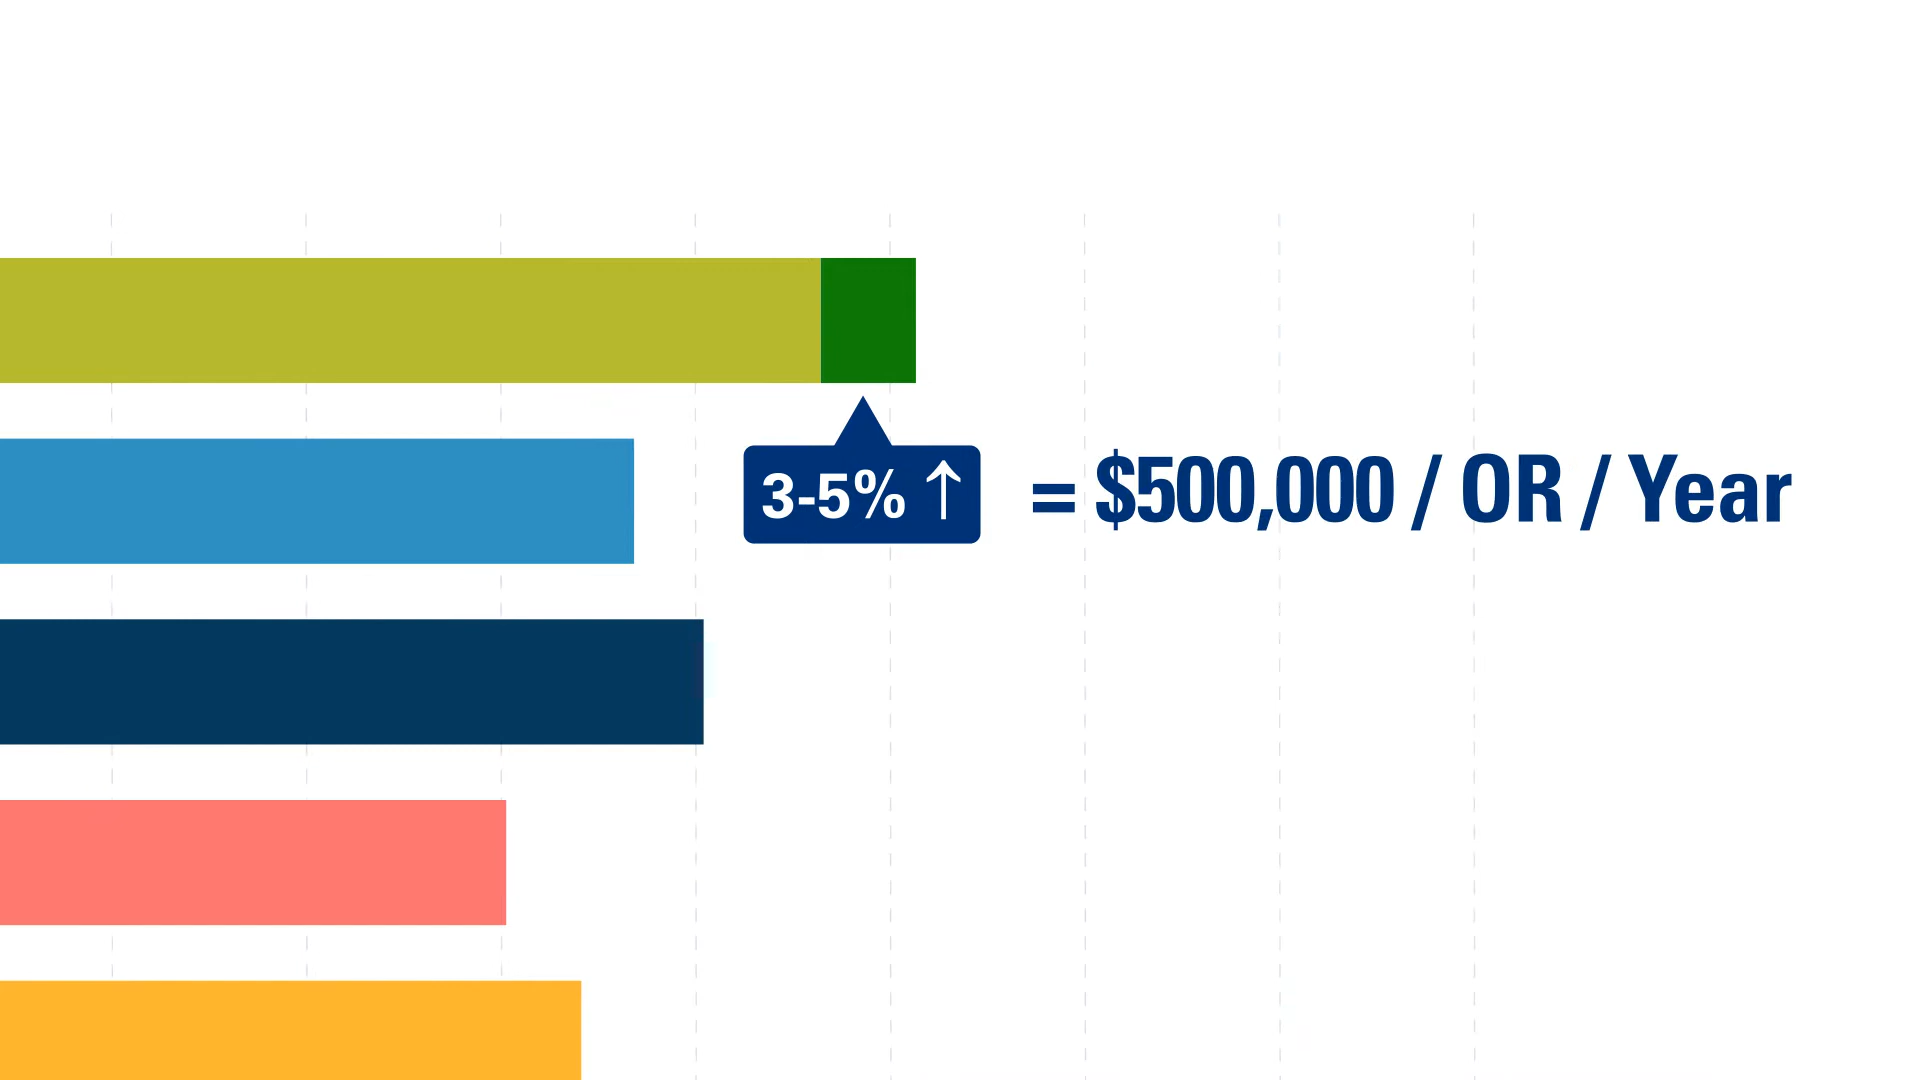 3-5% ↑ = $500,000 / OR / Year